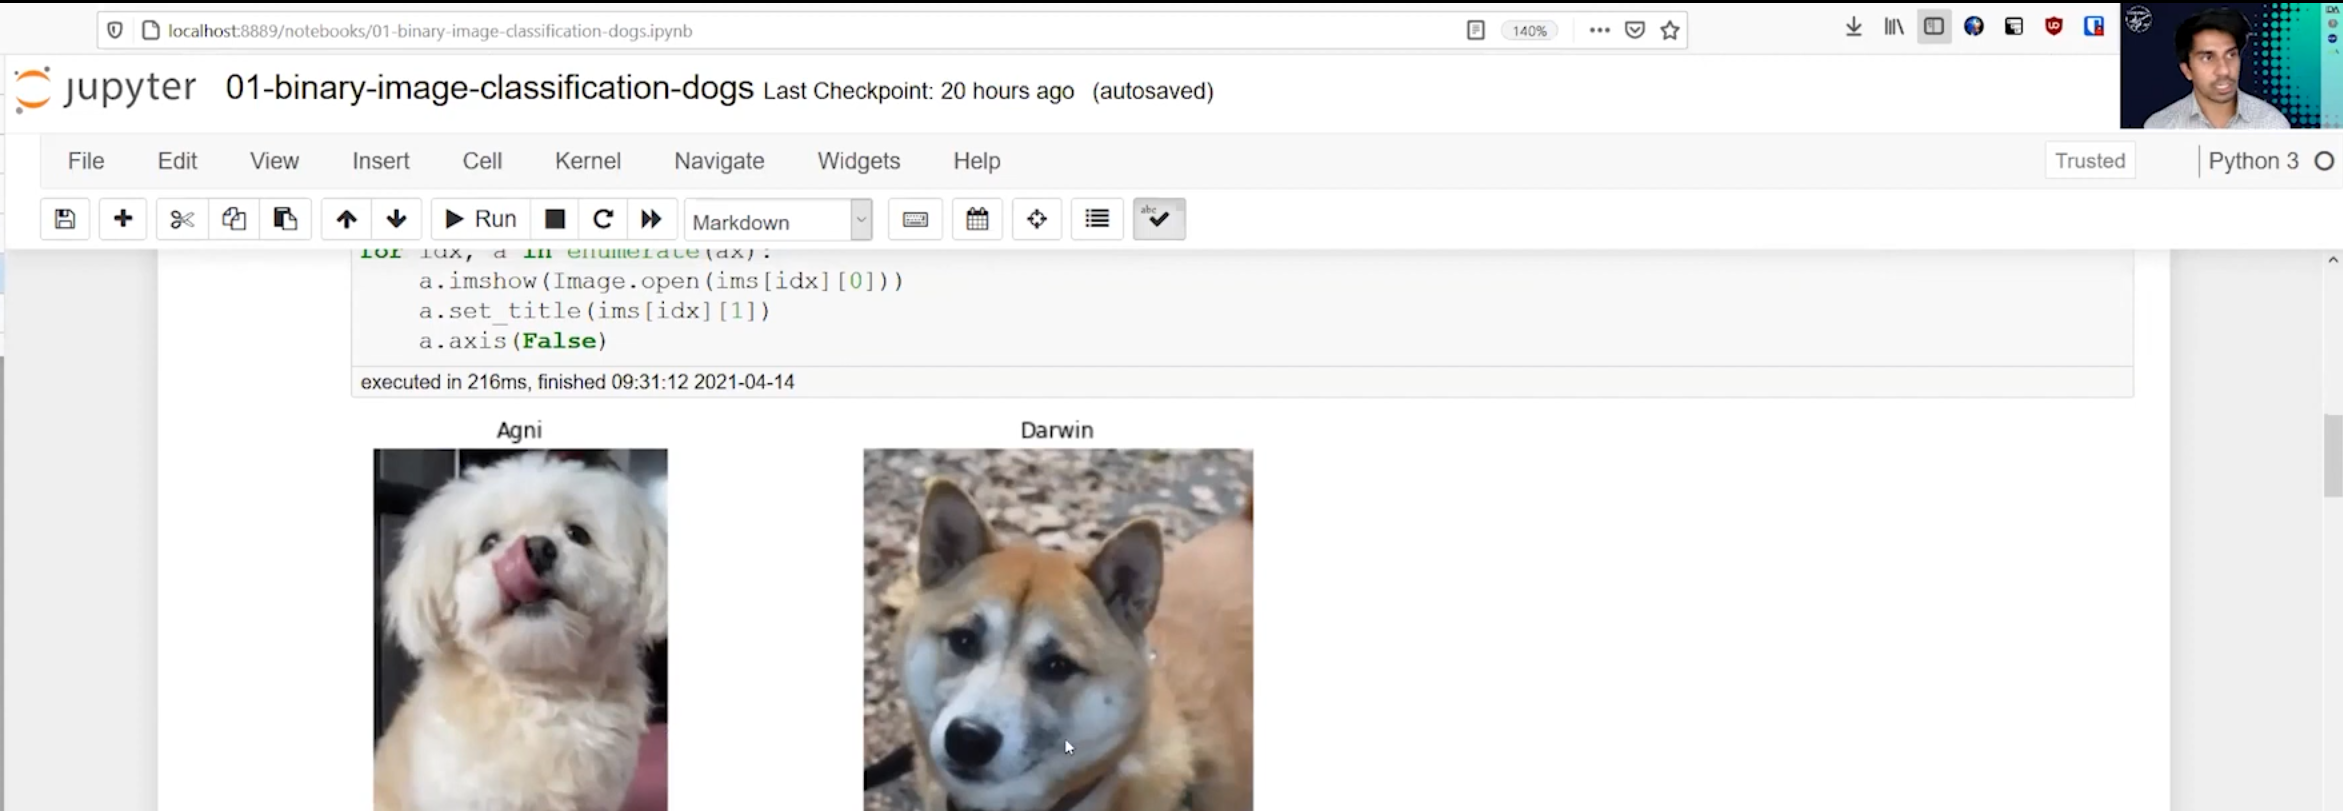 localhost:8889/notebooks/01-binary-image-classification-dogs.ipynb
140%
jupyter 01-binary-image-classification-dogs Last Checkpoint: 20 hours ago (autosaved)
File Edit View Insert Cell Kernel Navigate Widgets Help Trusted Python 3
Run Markdown abc
for idx, a in enumerate(ax):
a.imshow(Image.open(ims[idx][0]))
a.set_title(ims[idx][1])
a.axis(False)
executed in 216ms, finished 09:31:12 2021-04-14
Agni Darwin